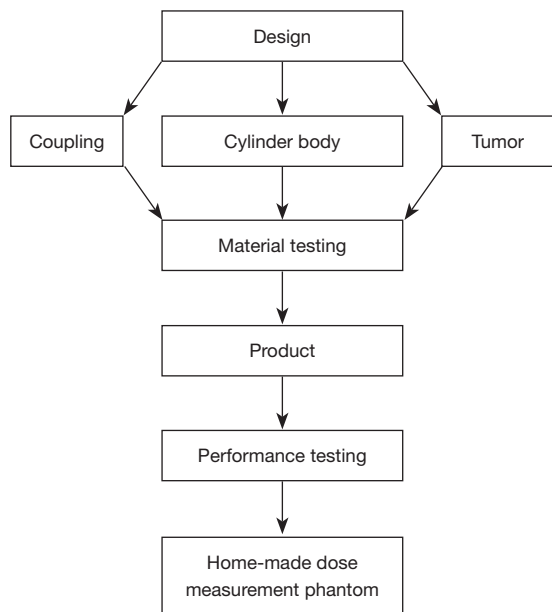 Design
Coupling
Cylinder body
Tumor
Material testing
Product
Performance testing
Home-made dose
measurement phantom